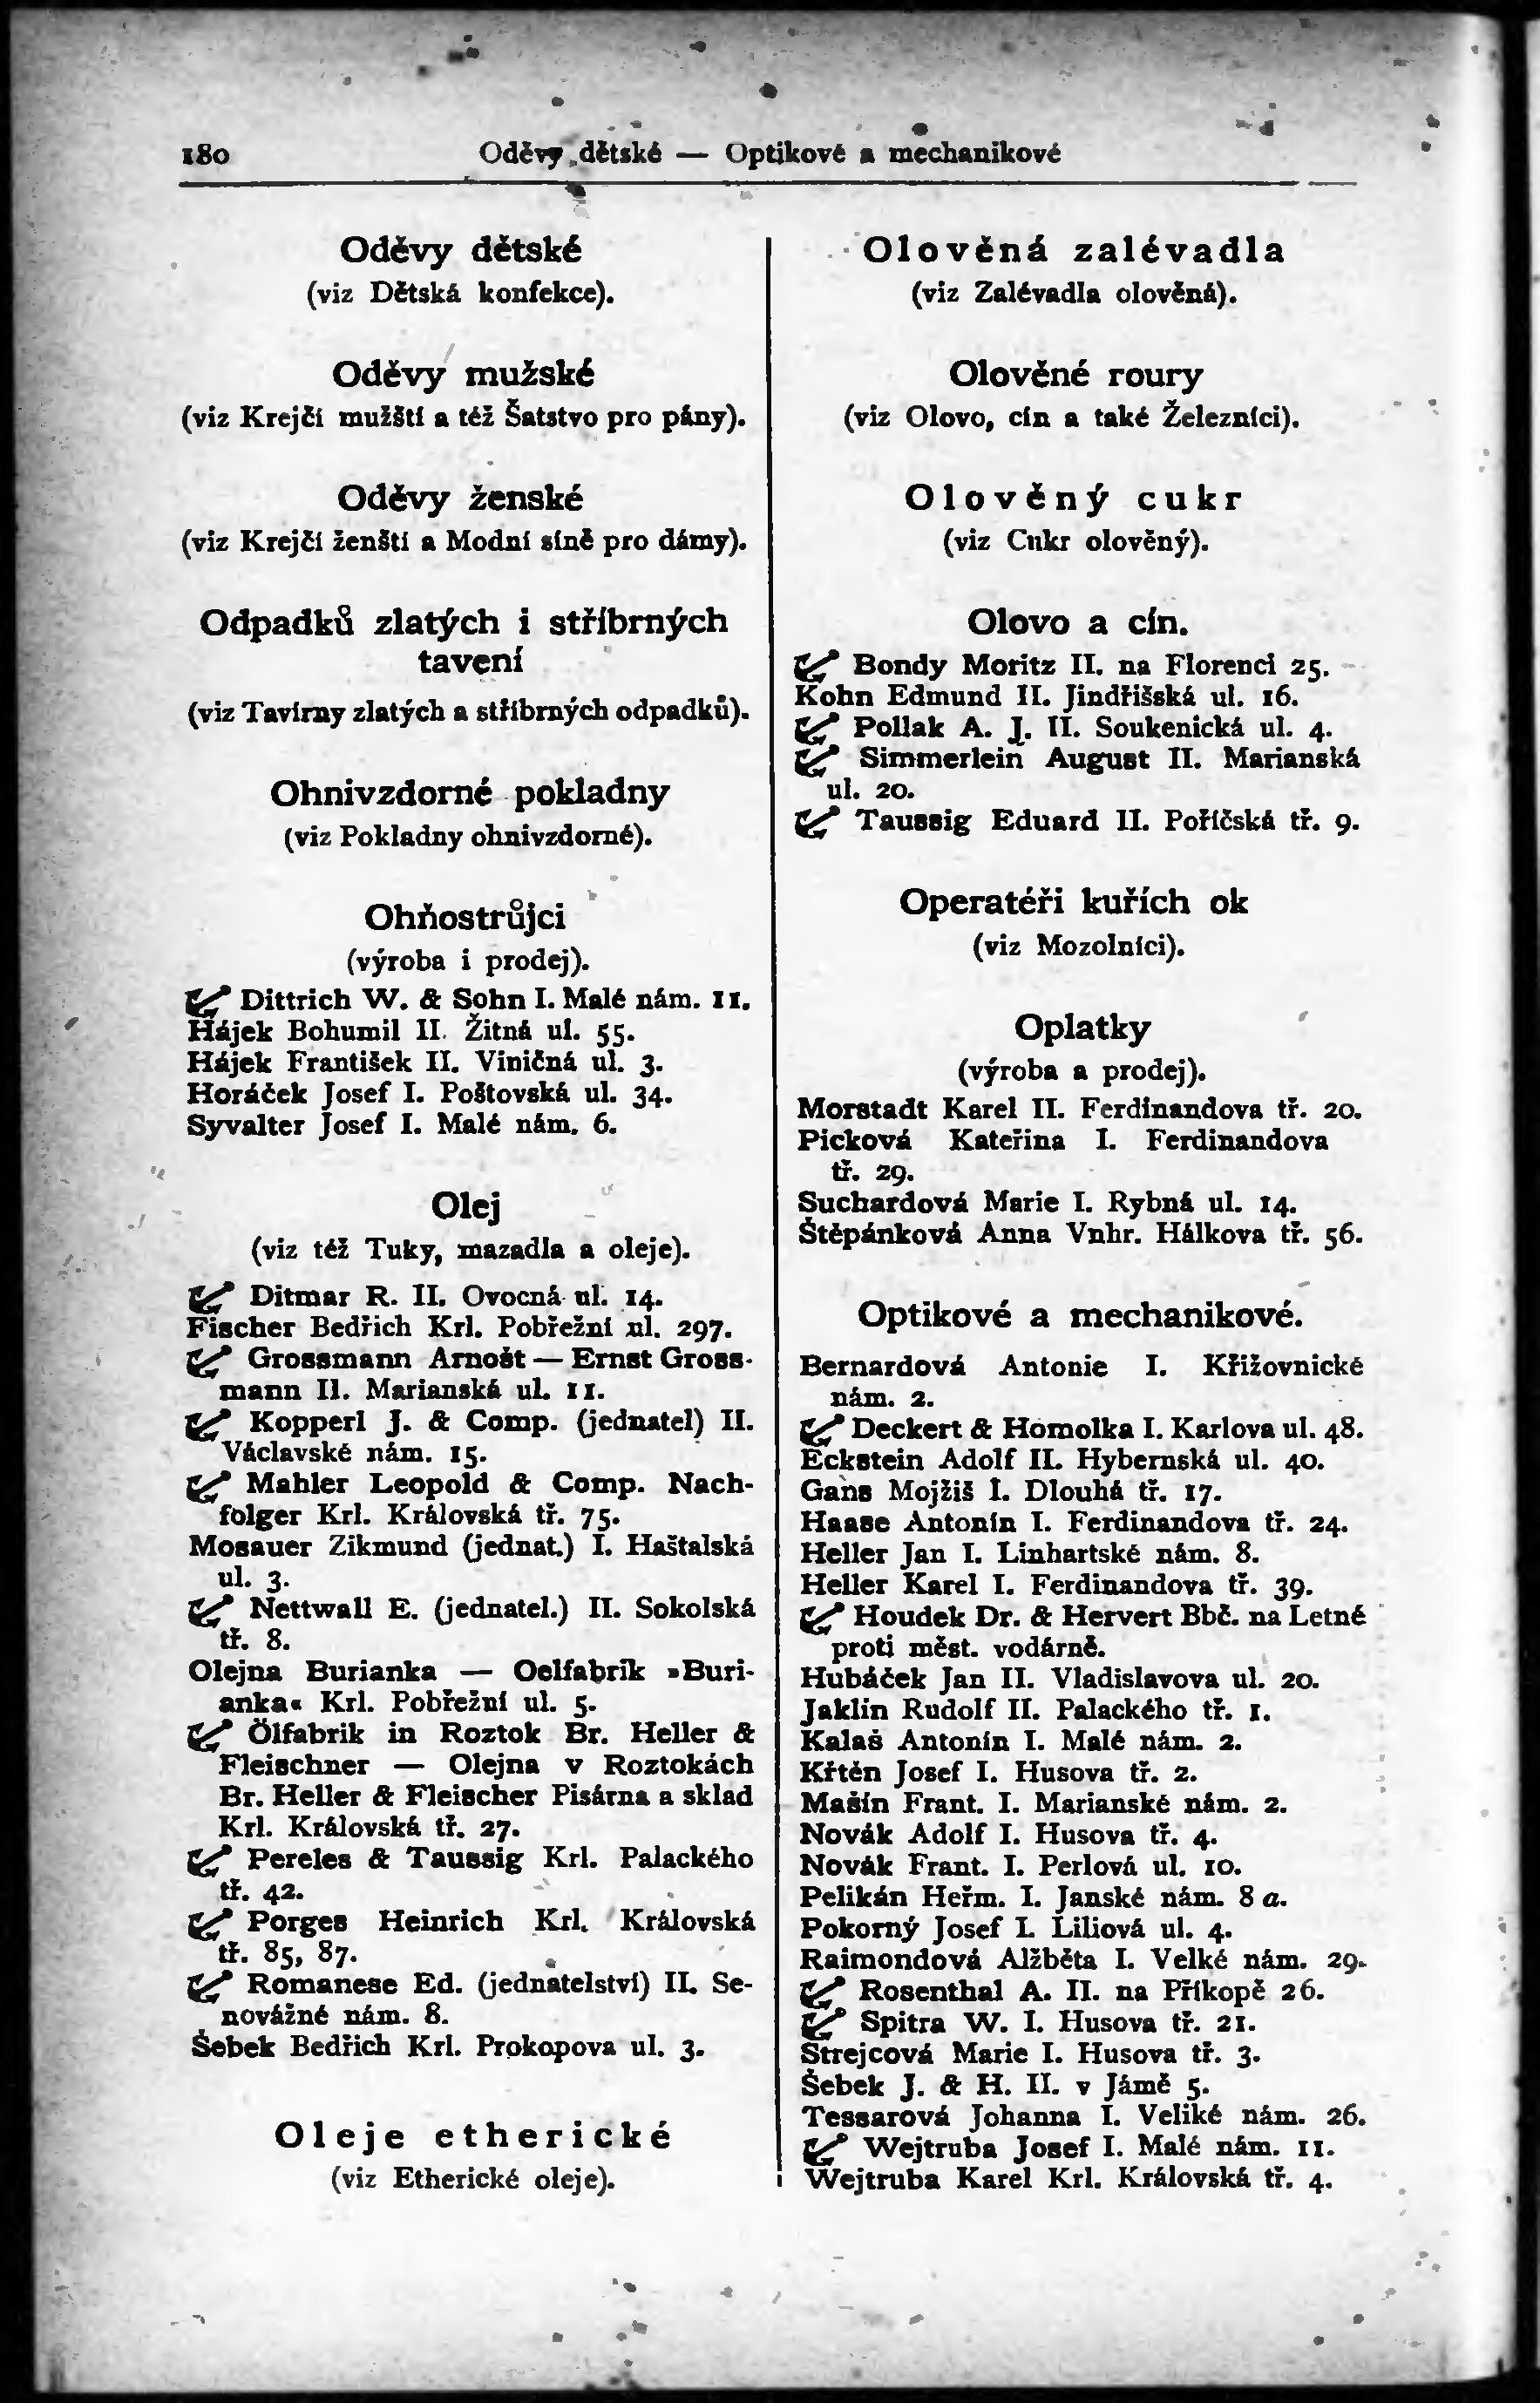 180
Oděvy dětské — Optikové a mechanikové
Oděvy dětské
(viz Dětská konfekce).
Oděvy mužské
(viz Krejčí mužští a též Šatstvo pro pány).
Oděvy ženské
(viz Krejčí ženští a Modní síně pro dámy).
Odpadků zlatých i stříbrných
tavení
(viz Tavírny zlatých a stříbrných odpadků).
Ohnivzdorné pokladny
(viz Pokladny ohnivzdorné).
Ohňostrůjci
(výroba i prodej).
Dittrich W. & Sohn I. Malé nám. 11.
Hájek Bohumil II. Žitná ul. 55.
Hájek František II. Viničná ul. 3.
Horáček Josef I. Poštovská ul. 34.
Syvalter Josef I. Malé nám. 6.
Olej
(viz též Tuky, mazadla a oleje).
Ditmar R. II. Ovocná ul. 14.
Fischer Bedřich Krl. Pobřežní ul. 297.
Grossmann Arnošt — Ernst Gross-
mann II. Marianská ul. 11.
Kopperl J. & Comp. (jednatel) II.
Václavské nám. 15.
Mahler Leopold & Comp. Nach-
folger Krl. Královská tř. 75.
Mosauer Zikmund (jednat.) I. Haštalská
ul. 3.
Nettwall E. (jednatel.) II. Sokolská
tř. 8.
Olejna Burianka — Oelfabrik »Buri-
anka« Krl. Pobřežní ul. 5.
Ölfabrik in Roztok Br. Heller &
Fleischner — Olejna v Roztokách
Br. Heller & Fleischer Pisárna a sklad
Krl. Královská tř. 27.
Pereles & Taussig Krl. Palackého
tř. 42.
Porges Heinrich Krl. Královská
tř. 85, 87.
Romanese Ed. (jednatelství) II. Se-
novážné nám. 8.
Šebek Bedřich Krl. Prokopova ul. 3.
Oleje etherické
(viz Etherické oleje).
Olověná zalévadla
(viz Zalévadla olověná).
Olověné roury
(viz Olovo, cín a také Železníci).
Olověný cukr
(viz Cukr olověný).
Olovo a cín.
Bondy Moritz II. na Florenci 25.
Kohn Edmund II. Jindřišská ul. 16.
Pollak A. J. II. Soukenická ul. 4.
Simmerlein August II. Marianská
ul. 20.
Taussig Eduard II. Poříčská tř. 9.
Operatéři kuřích ok
(viz Mozolníci).
Oplatky
(výroba a prodej).
Morstadt Karel II. Ferdinandova tř. 20.
Picková Kateřina I. Ferdinandova
tř. 29.
Suchardová Marie I. Rybná ul. 14.
Štěpánková Anna Vnhr. Hálkova tř. 56.
Optikové a mechanikové.
Bernardová Antonie I. Křižovnické
nám. 2.
Deckert & Homolka I. Karlova ul. 48.
Eckstein Adolf II. Hybernská ul. 40.
Gans Mojžiš I. Dlouhá tř. 17.
Haase Antonín I. Ferdinandova tř. 24.
Heller Jan I. Linhartské nám. 8.
Heller Karel I. Ferdinandova tř. 39.
Houdek Dr. & Hervert Bbč. na Letné
proti měst. vodárně.
Hubáček Jan II. Vladislavova ul. 20.
Jaklin Rudolf II. Palackého tř. 1.
Kalaš Antonín I. Malé nám. 2.
Křtěn Josef I. Husova tř. 2.
Mašín Frant. I. Marianské nám. 2.
Novák Adolf I. Husova tř. 4.
Novák Frant. I. Perlová ul. 10.
Pelikán Heřm. I. Janské nám. 8 a.
Pokorný Josef I. Liliová ul. 4.
Raimondová Alžběta I. Velké nám. 29.
Rosenthal A. II. na Příkopě 26.
Spitra W. I. Husova tř. 21.
Strejcová Marie I. Husova tř. 3.
Šebek J. & H. II. v Jámě 5.
Tessarová Johanna I. Veliké nám. 26.
Wejtruba Josef I. Malé nám. 11.
Wejtruba Karel Krl. Královská tř. 4.